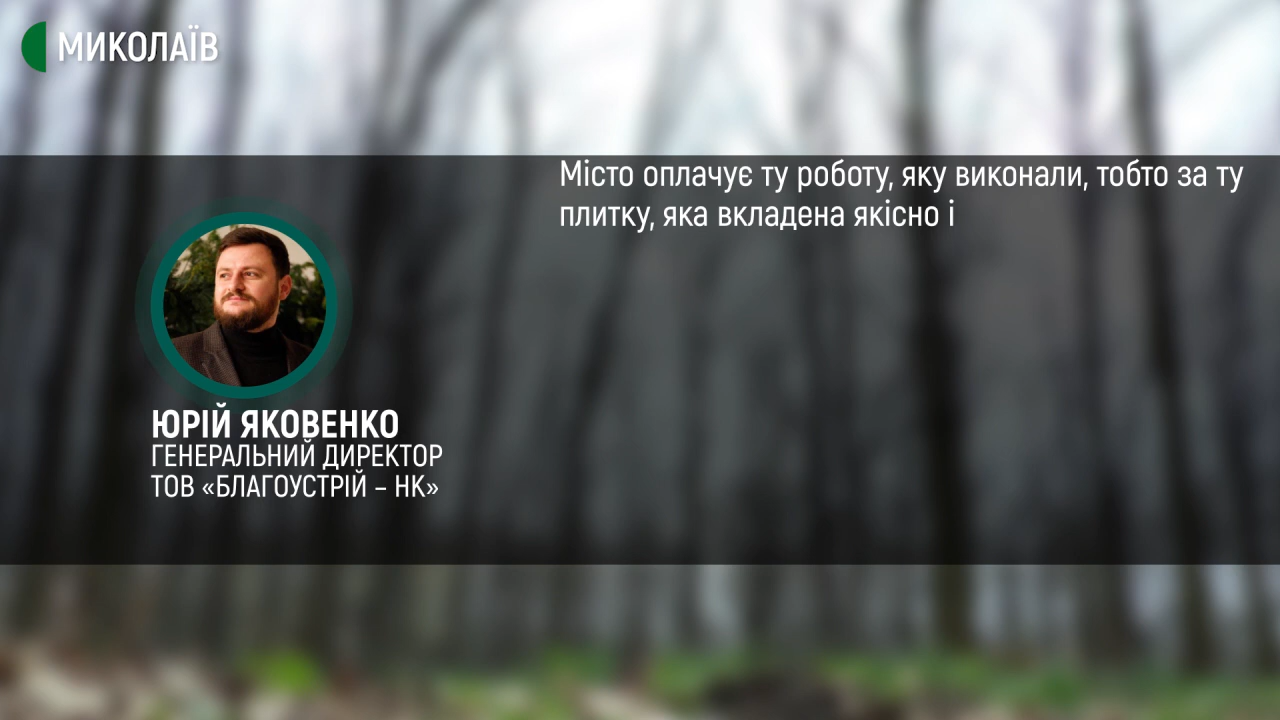 МИКОЛАЇВ
Місто оплачує ту роботу, яку виконали, тобто за ту
плитку, яка вкладена якісно і
ЮРІЙ ЯКОВЕНКО
ГЕНЕРАЛЬНИЙ ДИРЕКТОР
ТОВ «БЛАГОУСТРІЙ – НК»